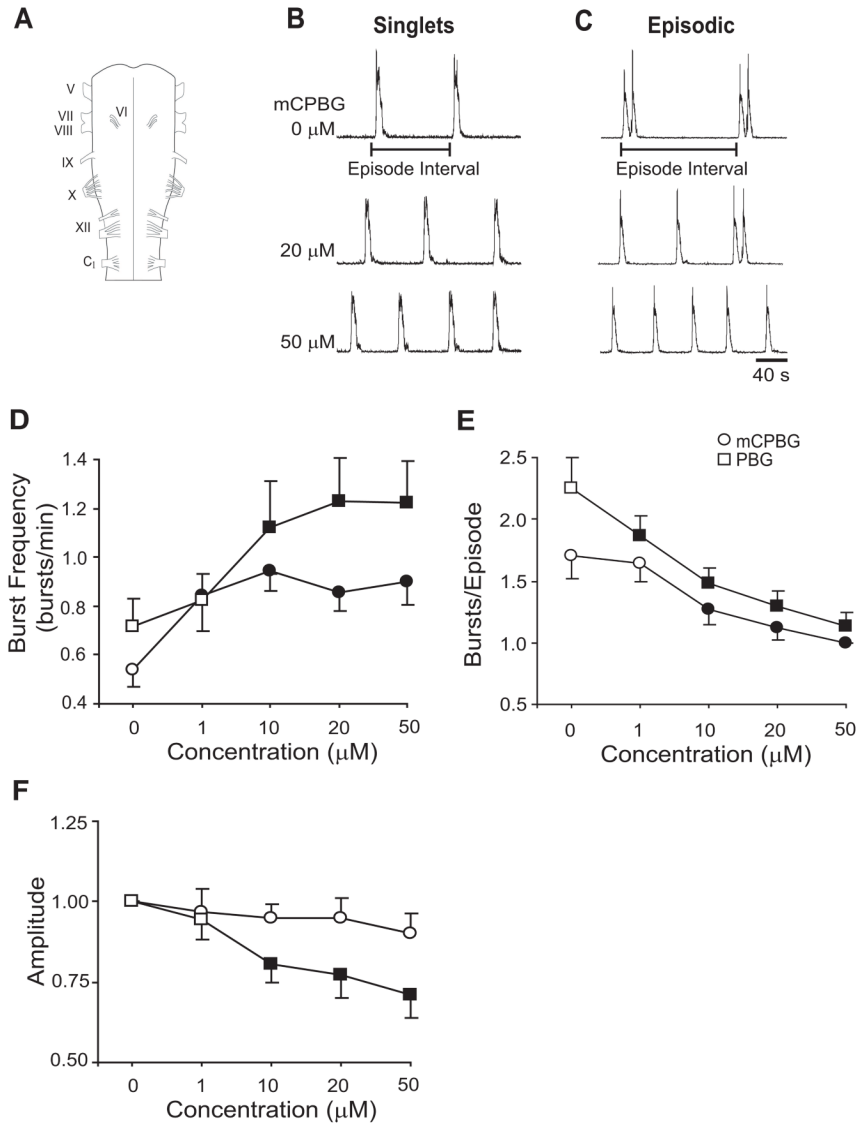 A
V
VII
VIII
VI
IX
X
XII
C1
B
Singlets
mCPBG
0 μM
Episode Interval
20 μM
50 μM
C
Episodic
Episode Interval
40 s
D
Burst Frequency
(bursts/min)
1.4
1.2
1.0
0.8
0.6
0.4
0 1 10 20 50
Concentration (μM)
E
mCPBG
PBG
Bursts/Episode
2.5
2.0
1.5
1.0
0.5
0 1 10 20 50
Concentration (μM)
F
Amplitude
1.25
1.00
0.75
0.50
0 1 10 20 50
Concentration (μM)